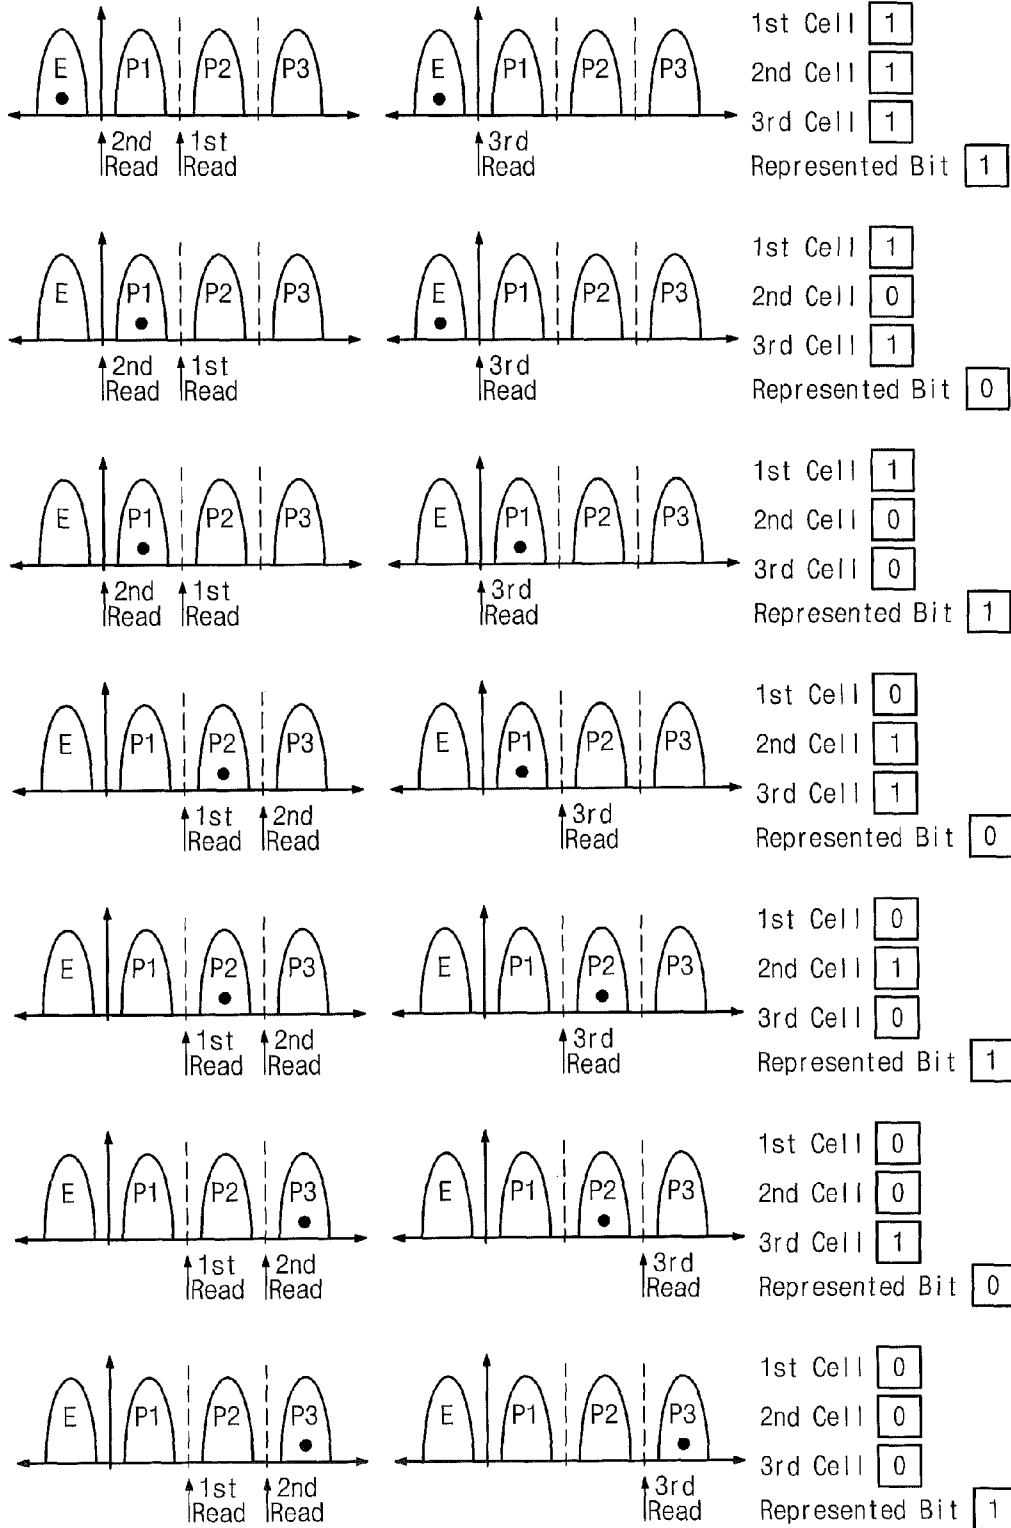 E P1 P2 P3 E P1 P2 P3
2nd Read 1st Read 3rd Read
1st Cell 1
2nd Cell 1
3rd Cell 1
Represented Bit 1
E P1 P2 P3 E P1 P2 P3
2nd Read 1st Read 3rd Read
1st Cell 1
2nd Cell 0
3rd Cell 1
Represented Bit 0
E P1 P2 P3 E P1 P2 P3
2nd Read 1st Read 3rd Read
1st Cell 1
2nd Cell 0
3rd Cell 0
Represented Bit 1
E P1 P2 P3 E P1 P2 P3
1st Read 2nd Read 3rd Read
1st Cell 0
2nd Cell 1
3rd Cell 1
Represented Bit 0
E P1 P2 P3 E P1 P2 P3
1st Read 2nd Read 3rd Read
1st Cell 0
2nd Cell 1
3rd Cell 0
Represented Bit 1
E P1 P2 P3 E P1 P2 P3
1st Read 2nd Read 3rd Read
1st Cell 0
2nd Cell 0
3rd Cell 1
Represented Bit 0
E P1 P2 P3 E P1 P2 P3
1st Read 2nd Read 3rd Read
1st Cell 0
2nd Cell 0
3rd Cell 0
Represented Bit 1